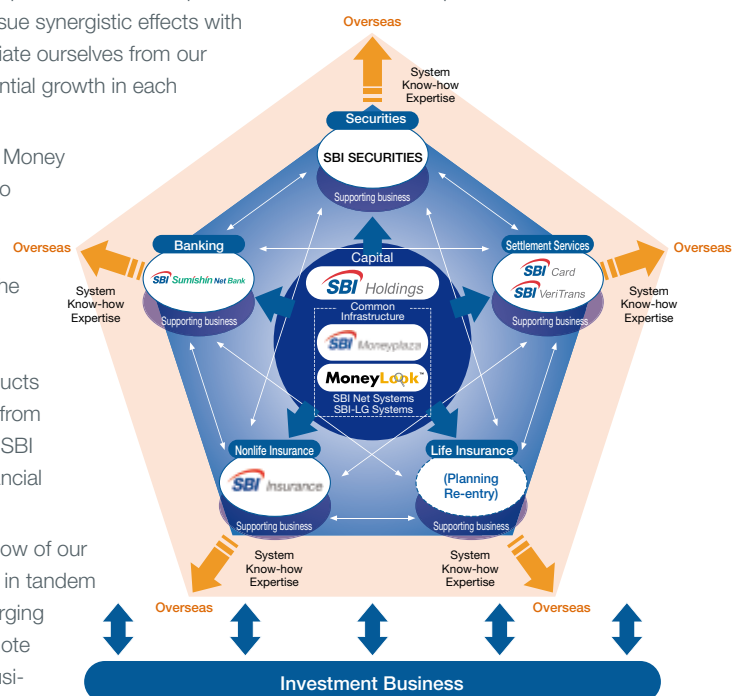 sue synergistic effects with
iate ourselves from our
ntial growth in each
Money
o
ne
ucts
from
SBI
ncial
ow of our
in tandem
rging
ote
usi-
Overseas
System
Know-how
Expertise
Securities
SBI SECURITIES
Supporting business
Overseas
Banking
SBI Sumishin Net Bank
System
Know-how
Expertise
Supporting business
Capital
SBI Holdings
Common
Infrastructure
SBI Moneyplaza
MoneyLook™
SBI Net Systems
SBI-LG Systems
Settlement Services
SBI Card
SBI VeriTrans
Supporting business
Overseas
System
Know-how
Expertise
Nonlife Insurance
SBI Insurance
Supporting business
System
Know-how
Expertise
Overseas
Life Insurance
(Planning
Re-entry)
Supporting business
System
Know-how
Expertise
Overseas
Investment Business